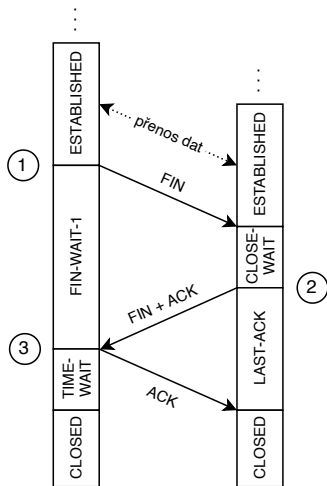 ESTABLISHED
přenos dat
ESTABLISHED
1
FIN
FIN-WAIT-1
CLOSE-
WAIT
2
FIN + ACK
3
TIME-
WAIT
LAST-ACK
ACK
CLOSED
CLOSED